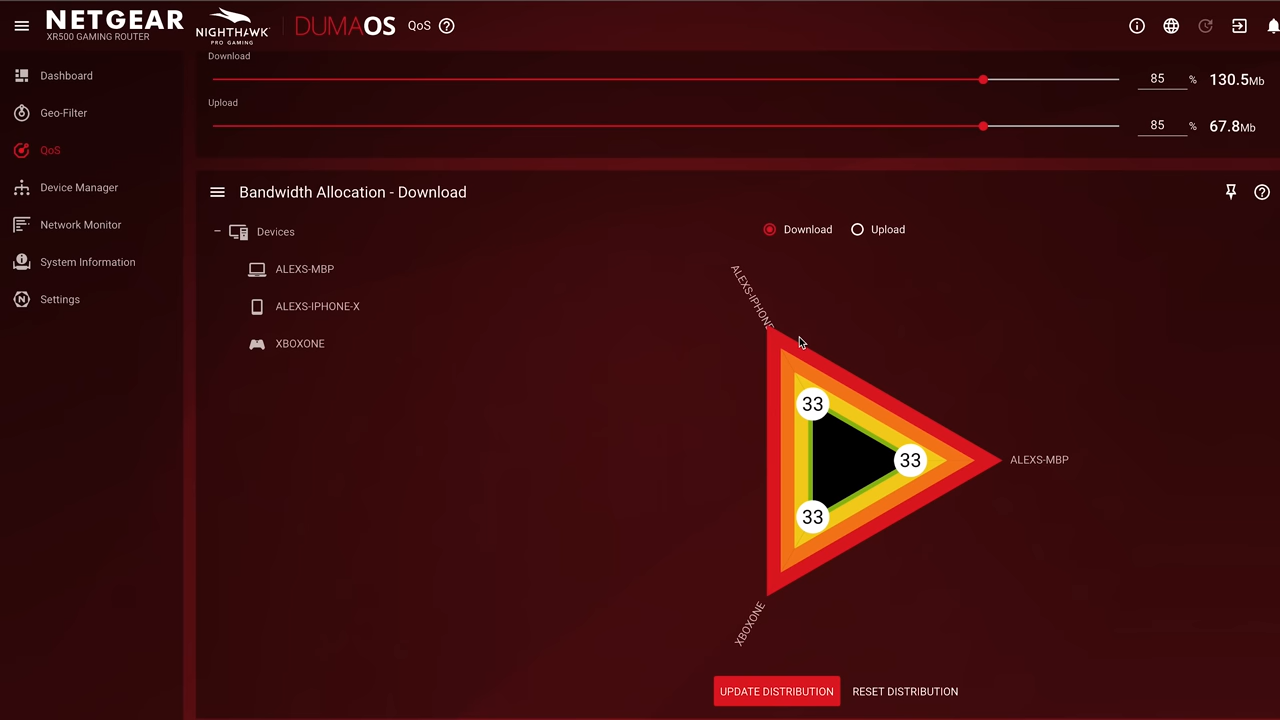 NETGEAR
XR500 GAMING ROUTER
NIGHTHAWK
PRO GAMING
DUMAOS
QoS
Dashboard
Geo-Filter
QoS
Device Manager
Network Monitor
System Information
Settings
Download
85 % 130.5Mb
Upload
85 % 67.8Mb
Bandwidth Allocation - Download
Devices
ALEXS-MBP
ALEXS-IPHONE-X
XBOXONE
Download Upload
ALEXS-IPHONE
33
33
33
ALEXS-MBP
XBOXONE
UPDATE DISTRIBUTION RESET DISTRIBUTION